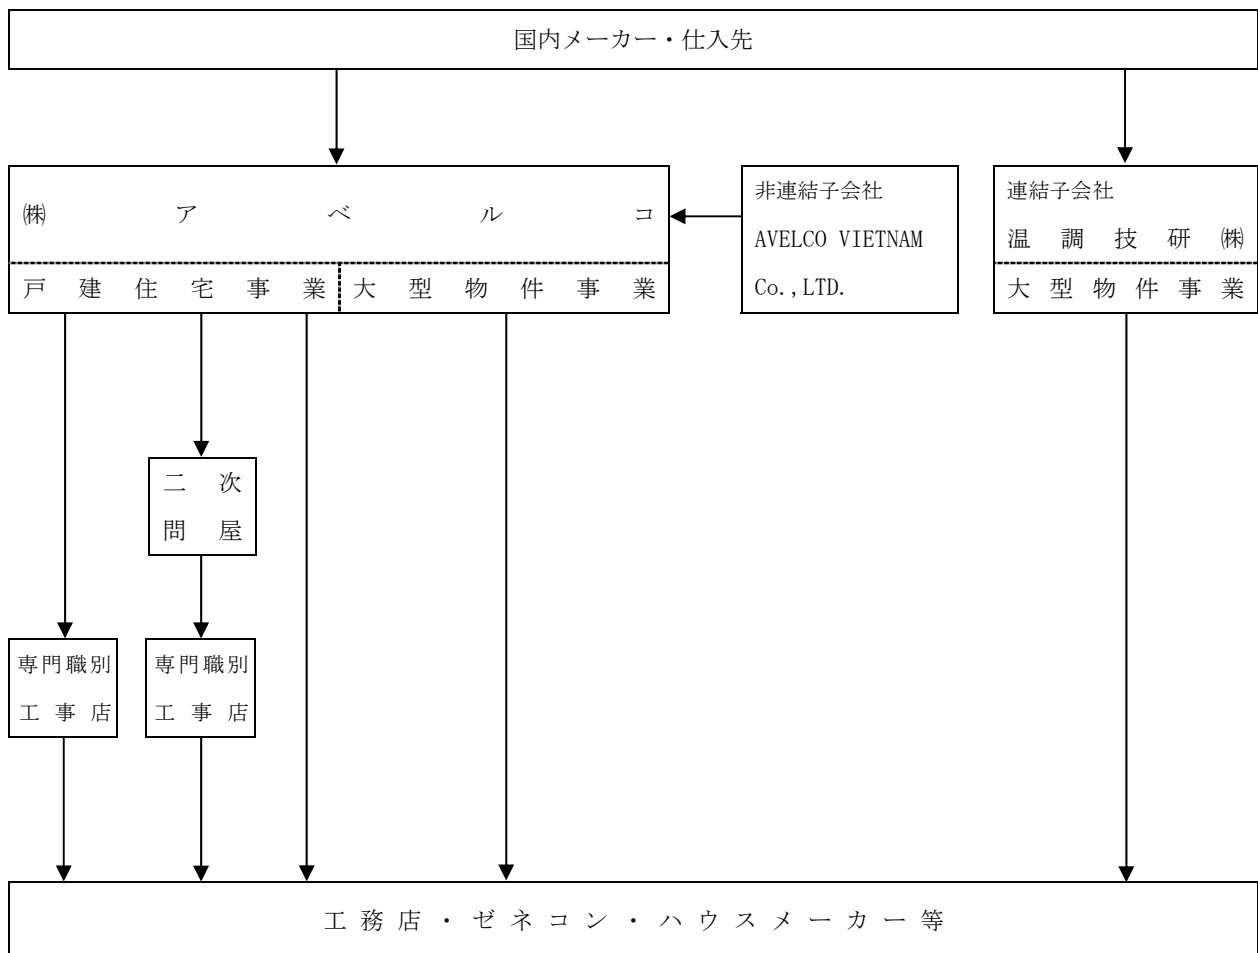 国内メーカー・仕入先
㈱アベルコ
戸建住宅事業
大型物件事業
非連結子会社
AVELCO VIETNAM
Co.,LTD.
連結子会社
温調技研㈱
大型物件事業
二次
問屋
専門職別
工事店
専門職別
工事店
工務店・ゼネコン・ハウスメーカー等